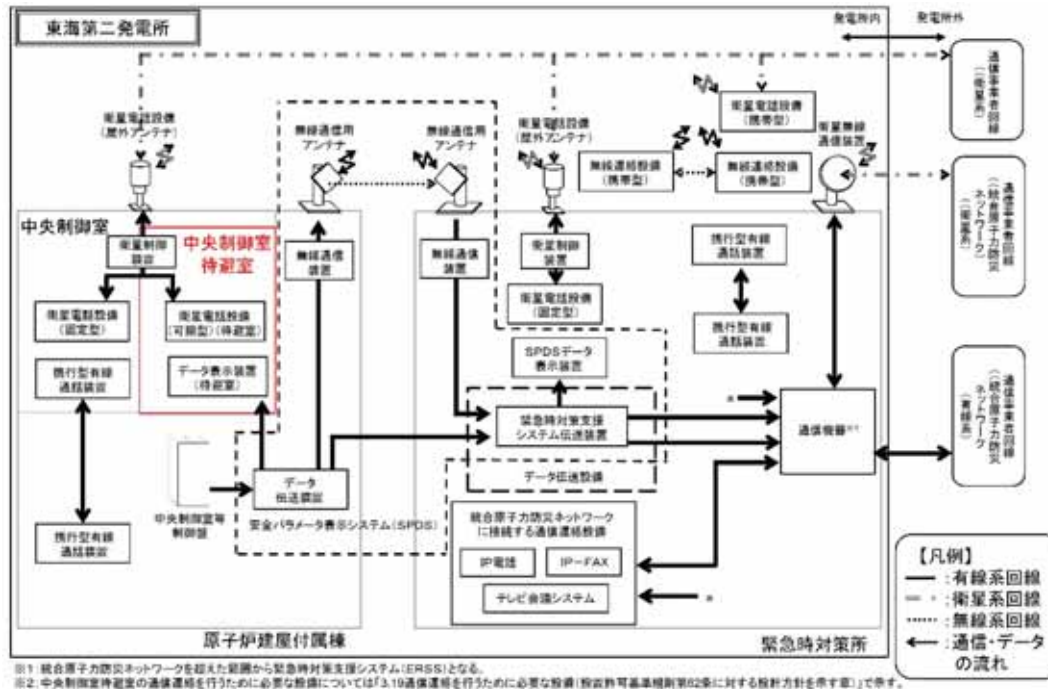 東海第二発電所
発電所内
発電所外
衛星電話設備
(屋外アンテナ)
無線通信用
アンテナ
無線通信用
アンテナ
衛星電話設備
(屋外アンテナ)
衛星電話設備
(携帯型)
無線連絡設備
(携帯型)
無線連絡設備
(携帯型)
衛星無線
通信装置
通信事業者回線
(衛星系)
通信事業者回線
(統合原子力防災
ネットワーク)
(衛星系)
通信事業者回線
(統合原子力防災
ネットワーク
(有線系)
中央制御室
中央制御室
待避室
衛星制御
装置
衛星電話設備
(固定型)
衛星電話設備
(可搬型)(待避室)
携行型有線
通話装置
データ表示装置
(待避室)
無線通信
装置
無線通信
装置
衛星制御
装置
衛星電話設備
(固定型)
SPDSデータ
表示装置
携行型有線
通話装置
携行型有線
通話装置
緊急時対策支援
システム伝送装置
データ伝送設備
通信機器※1
中央制御室等
制御盤
データ
伝送装置
安全パラメータ表示システム(SPDS)
携行型有線
通話装置
統合原子力防災ネットワーク
に接続する通信連絡設備
IP電話
IP-FAX
テレビ会議システム
原子炉建屋付属棟
緊急時対策所
【凡例】
:有線系回線
:衛星系回線
:無線系回線
:通信・データ
の流れ
※1:統合原子力防災ネットワークを超えた範囲から緊急時対策支援システム(ERSS)となる。
※2:中央制御室待避室の通信連絡を行うために必要な設備については「3.19通信連絡を行うために必要な設備(設置許可基準規則第62条に対する設計方針を示す章)」で示す。